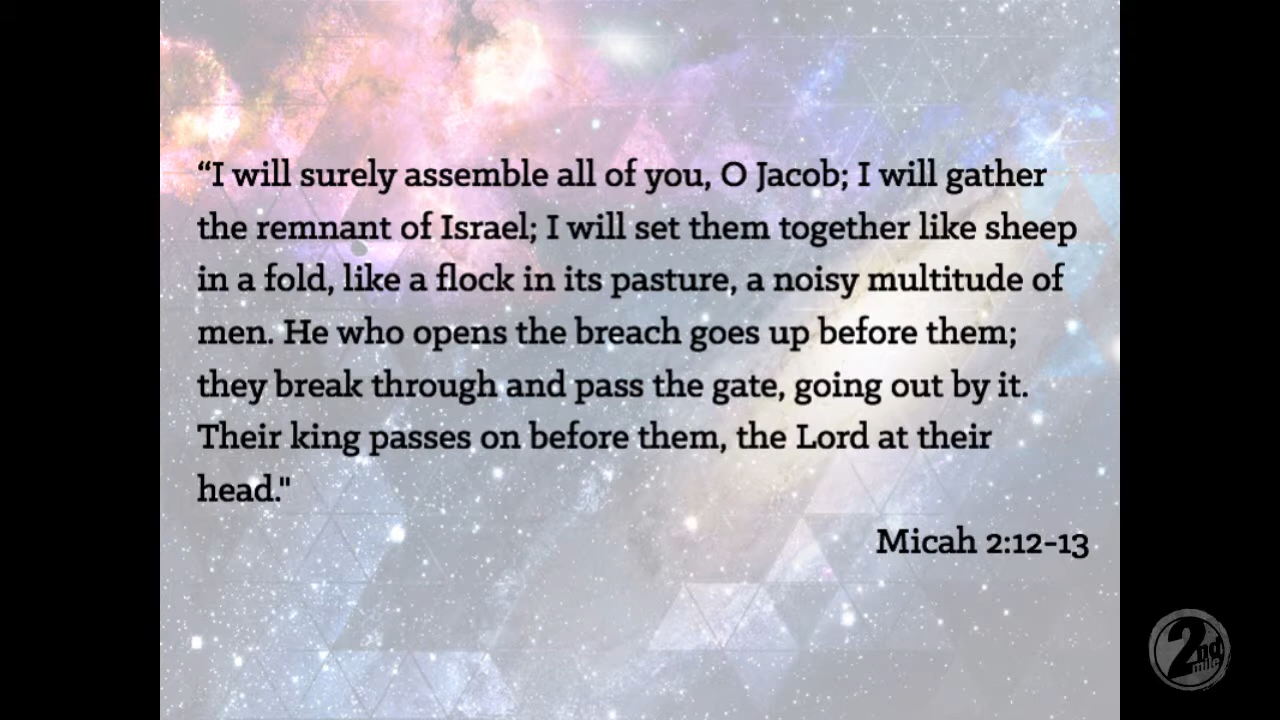 “I will surely assemble all of you, O Jacob; I will gather
the remnant of Israel; I will set them together like sheep
in a fold, like a flock in its pasture, a noisy multitude of
men. He who opens the breach goes up before them;
they break through and pass the gate, going out by it.
Their king passes on before them, the Lord at their
head."
Micah 2:12-13
2nd
mile